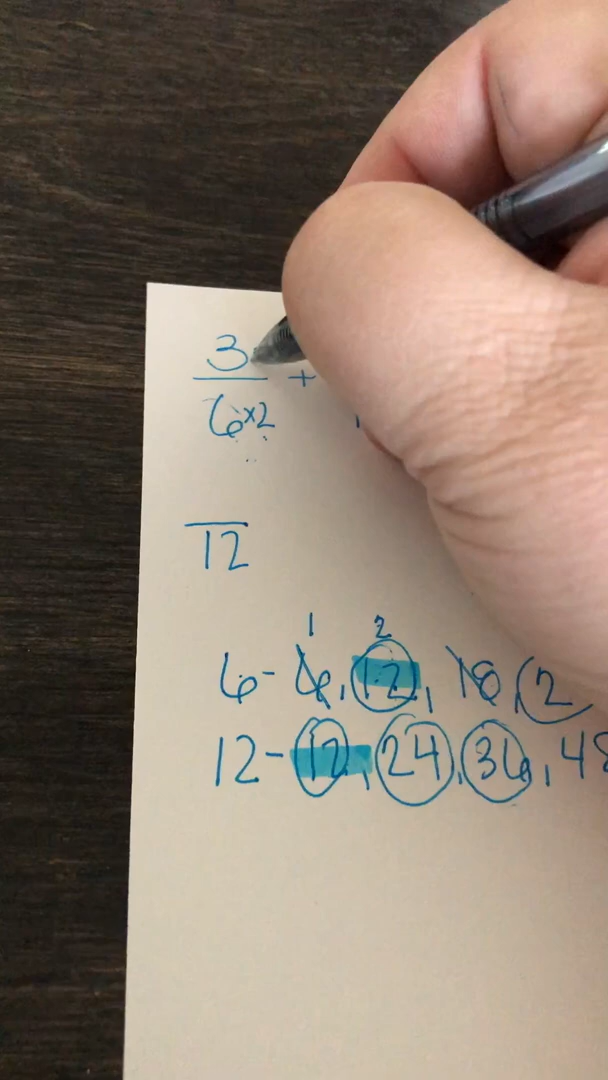 3
6×2 +
12
1 2
6- 6, 12, 18, 2
12- 12, 24, 36, 48